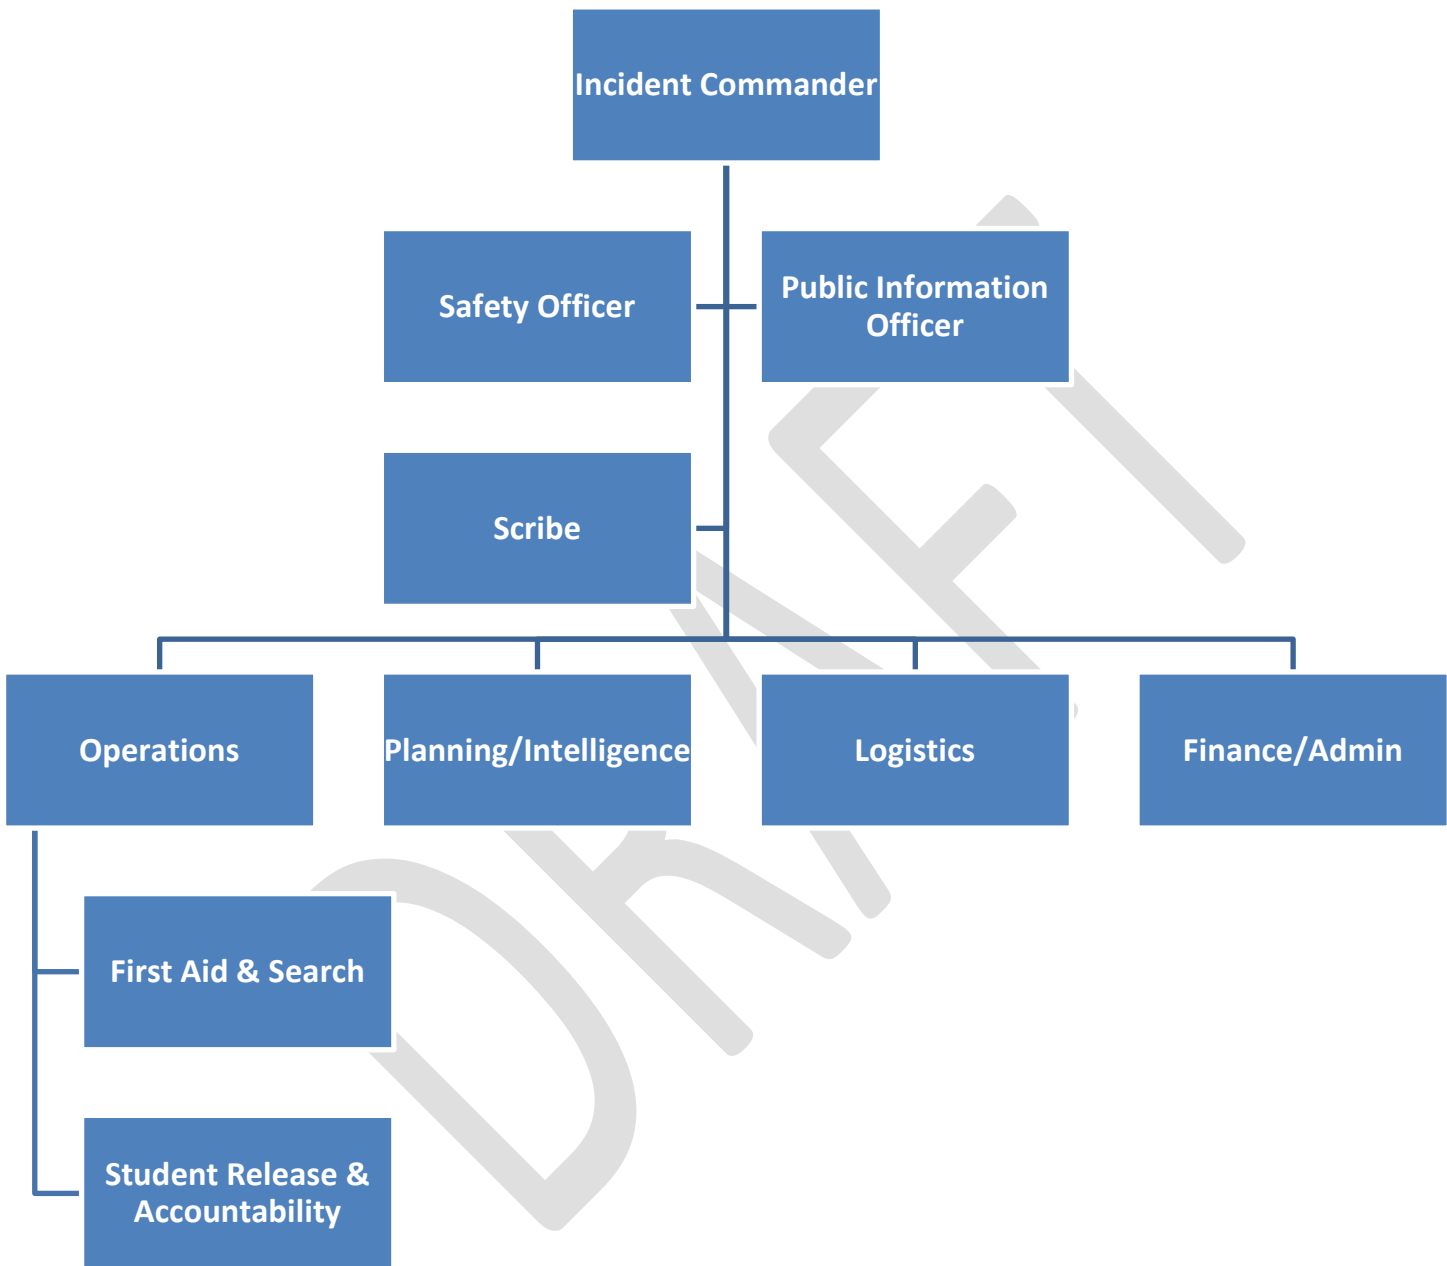 Incident Commander
Safety Officer
Public Information
Officer
Scribe
Operations
Planning/Intelligence
Logistics
Finance/Admin
First Aid & Search
Student Release &
Accountability
DRAFT